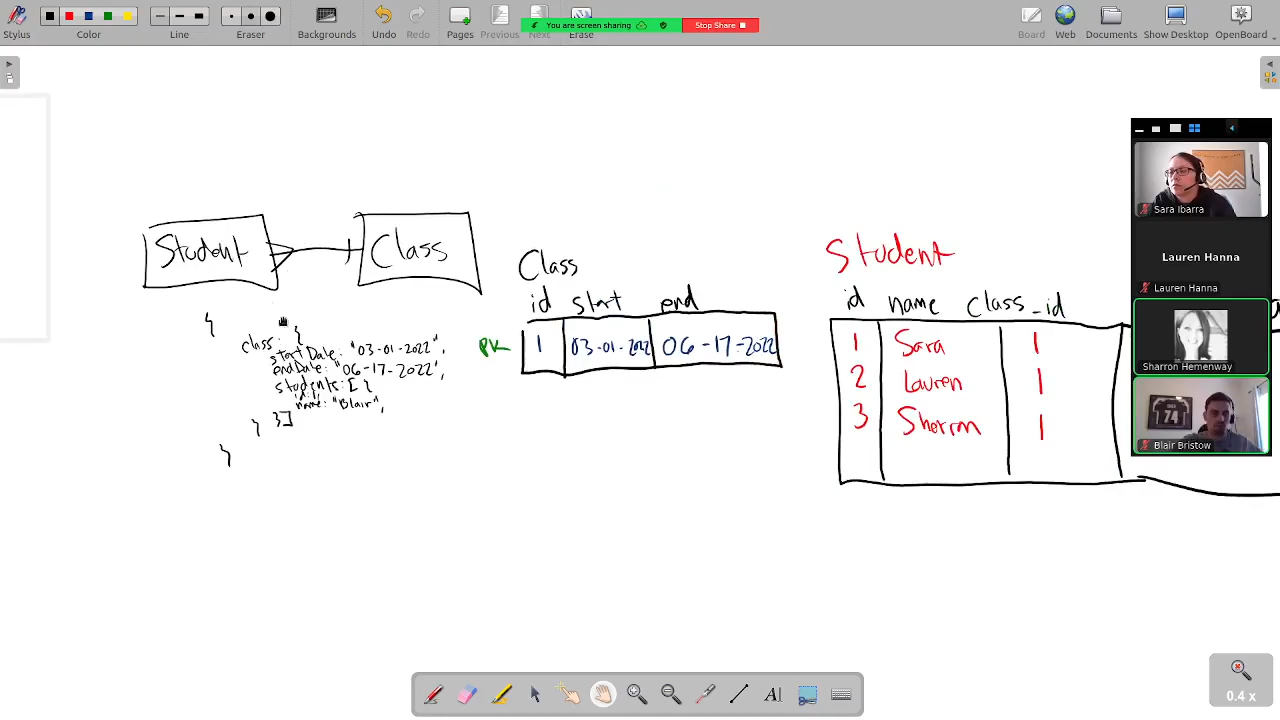 You are screen sharing
Stop Share
Stylus
Color
Line
Eraser
Backgrounds
Undo
Redo
Pages
Previous
Next
Erase
Board
Web
Documents
Show Desktop
OpenBoard
Student
Class
{
class: {
startDate: "03-01-2022",
endDate: "06-17-2022",
students: [{
name: "Blair",
}]
}
}
Class
id start end
PK 1 03-01-2022 06-17-2022
Student
id name Class_id
1 Sara 1
2 Lauren 1
3 Sharron 1
74
Sara Ibarra
Lauren Hanna
Lauren Hanna
Sharron Hemenway
Blair Bristow
0.4 x